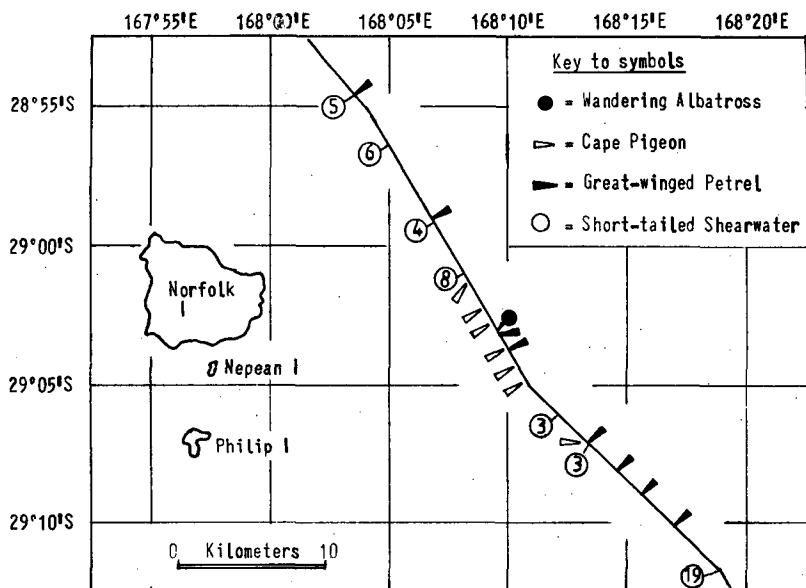 167°55'E 168°00'E 168°05'E 168°10'E 168°15'E 168°20'E
Key to symbols
= Wandering Albatross
= Cape Pigeon
= Great-winged Petrel
= Short-tailed Shearwater
28°55'S
5
6
4
29°00'S
8
Norfolk
I
Nepean I
29°05'S
3
3
Philip I
29°10'S
0 Kilometers 10
19